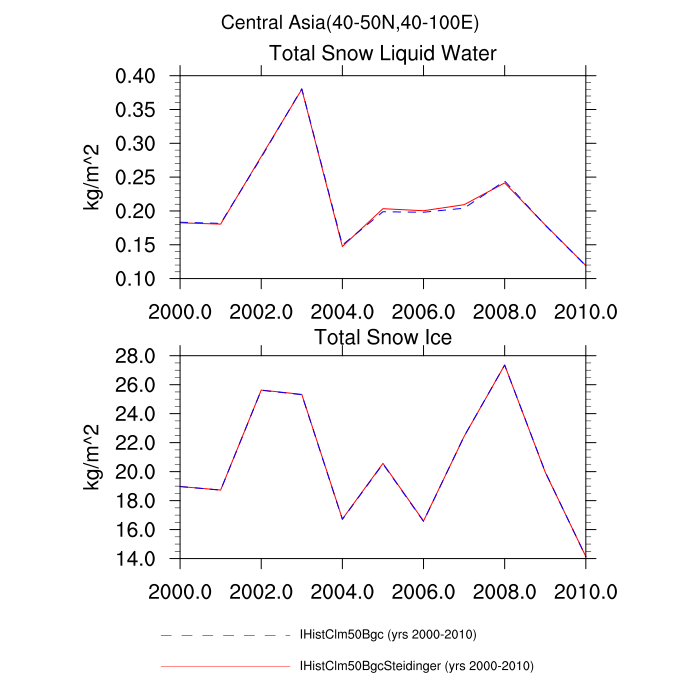 Central Asia(40-50N,40-100E)
Total Snow Liquid Water
0.40
0.35
0.30
0.25
0.20
0.15
0.10
kg/m^2
2000.0 2002.0 2004.0 2006.0 2008.0 2010.0
Total Snow Ice
28.0
26.0
24.0
22.0
20.0
18.0
16.0
14.0
kg/m^2
2000.0 2002.0 2004.0 2006.0 2008.0 2010.0
IHistClm50Bgc (yrs 2000-2010)
IHistClm50BgcSteidinger (yrs 2000-2010)